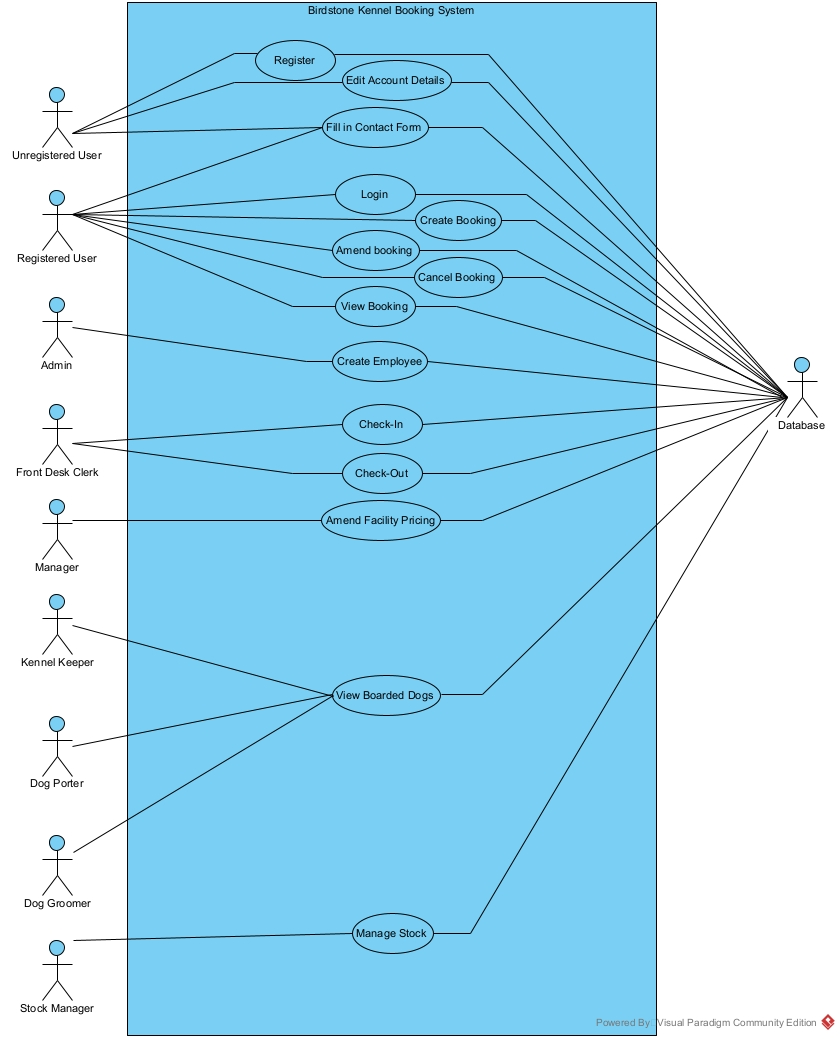 Birdstone Kennel Booking System
Register
Edit Account Details
Unregistered User
Fill in Contact Form
Login
Create Booking
Registered User
Amend booking
Cancel Booking
View Booking
Admin
Create Employee
Database
Front Desk Clerk
Check-In
Check-Out
Manager
Amend Facility Pricing
Kennel Keeper
View Boarded Dogs
Dog Porter
Dog Groomer
Manage Stock
Stock Manager
Powered By: Visual Paradigm Community Edition